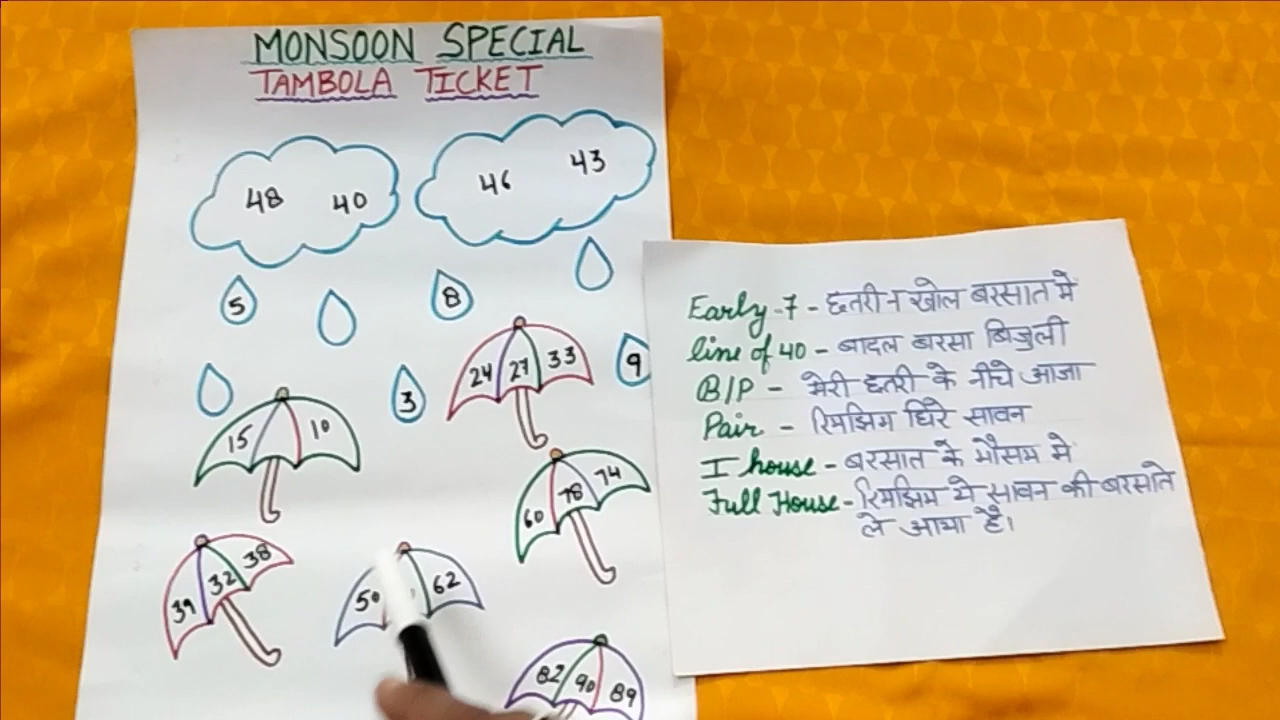 MONSOON SPECIAL
TAMBOLA TICKET
48 40
46 43
5
8
24 27 33
9
3
15 10
60 78 74
39 32 38
50 62
82 90 89
Early-7 - छतरी न खोल बरसात में
line of 40 - बादल बरसा बिजुली
B/P - मेरी छतरी के नीचे आजा
Pair - रिमझिम घिरे सावन
I house - बरसात के मौसम में
Full House - रिमझिम ये सावन की बरसाते
ले आया है।